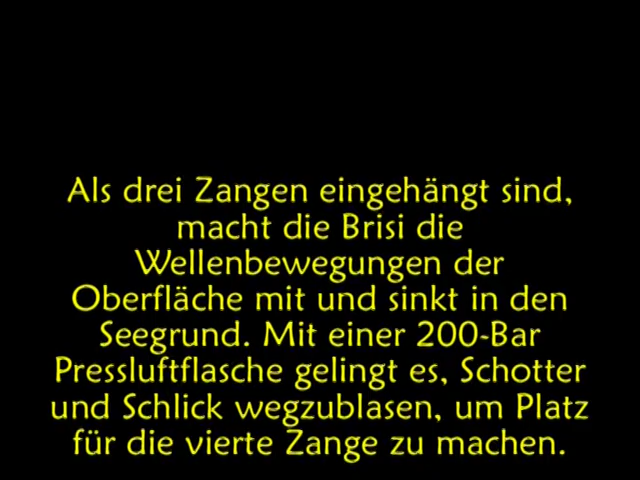 Als drei Zangen eingehängt sind,
macht die Brisi die
Wellenbewegungen der
Oberfläche mit und sinkt in den
Seegrund. Mit einer 200-Bar
Pressluftflasche gelingt es, Schotter
und Schlick wegzublasen, um Platz
für die vierte Zange zu machen.